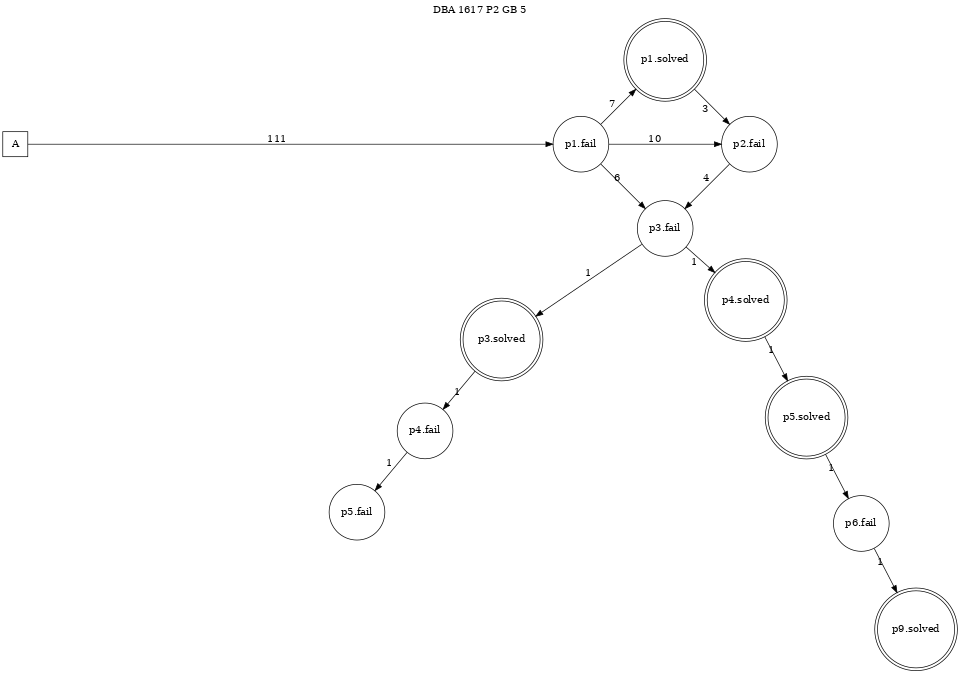 DBA 1617 P2 GB 5
p1.solved
7
3
111
A
p1.fail
10
p2.fail
6
4
p3.fail
1
1
p4.solved
p3.solved
1
1
p5.solved
p4.fail
1
1
p5.fail
p6.fail
1
p9.solved